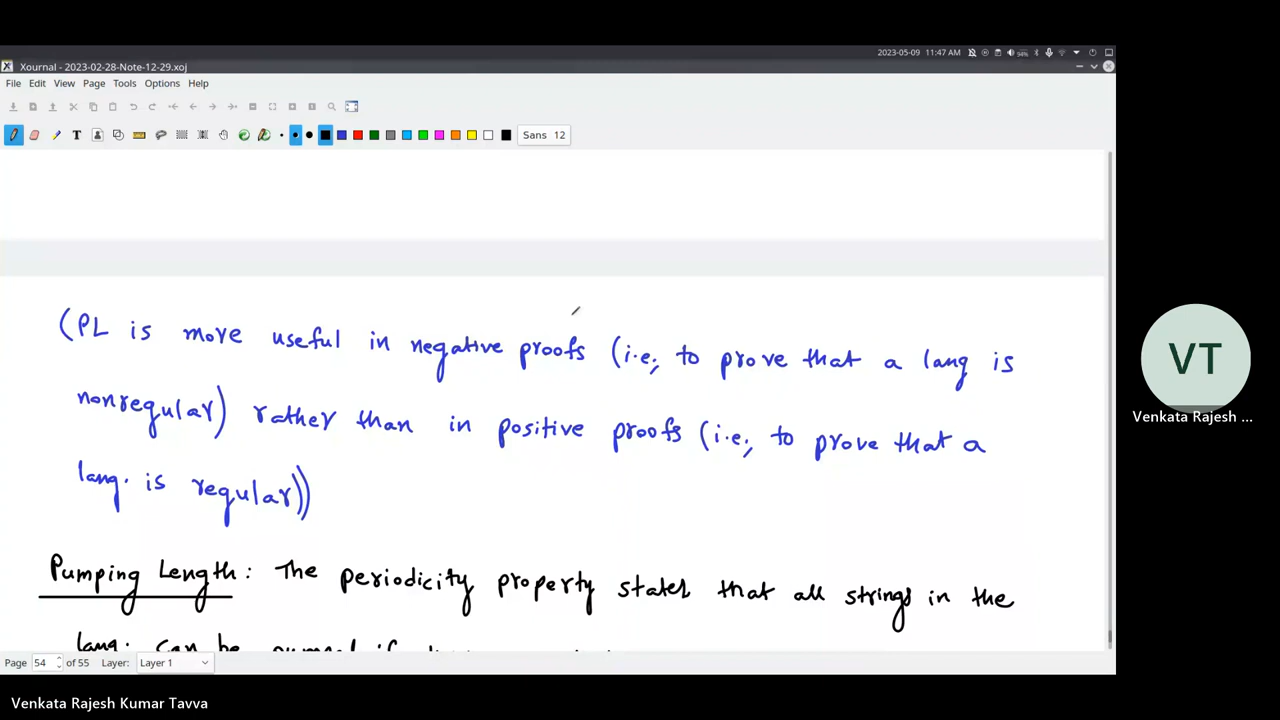 2023-05-09 11:47 AM
Xournal - 2023-02-28-Note-12-29.xoj
File Edit View Page Tools Options Help
Sans 12
(PL is more useful in negative proofs (i.e; to prove that a lang is
nonregular) rather than in positive proofs (i.e; to prove that a
lang. is regular))
Pumping Length: The periodicity property states that all strings in the
lang. can be
VT
Venkata Rajesh ...
Page 54 of 55 Layer: Layer 1
Venkata Rajesh Kumar Tavva